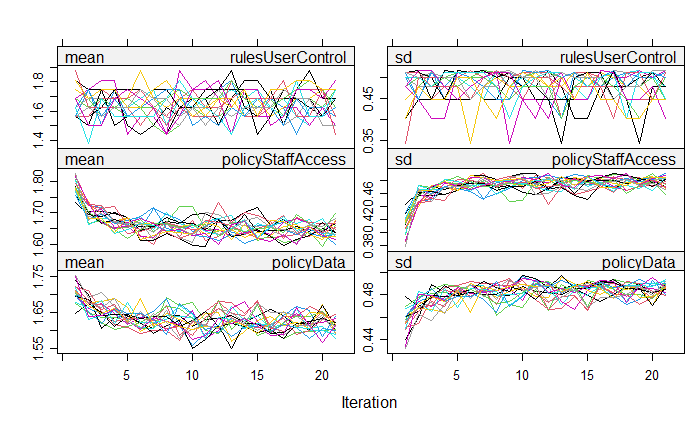 mean rulesUserControl
sd rulesUserControl
1.8
1.6
1.4
0.45
0.35
mean policyStaffAccess
sd policyStaffAccess
1.80
1.70
1.60
0.46
0.42
0.38
mean policyData
sd policyData
1.75
1.65
1.55
0.48
0.44
5 10 15 20
5 10 15 20
Iteration